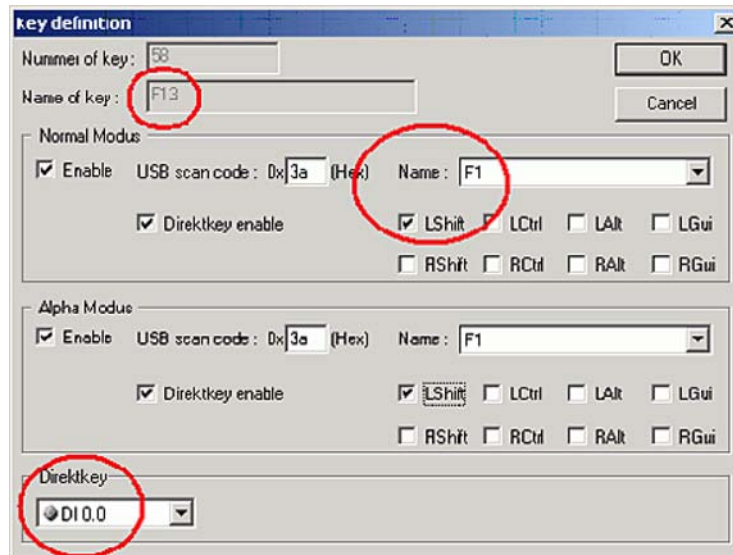 Key definition
Nummer of key : 58
OK
Name of key : F13
Cancel
Normal Modus
Enable USB scan code : 0x 3a (Hex) Name : F1
Direktkey enable LShift LCtrl LAlt LGui
RShift RCtrl RAlt RGui
Alpha Modus
Enable USB scan code : 0x 3a (Hex) Name : F1
Direktkey enable LShift LCtrl LAlt LGui
RShift RCtrl RAlt RGui
Direktkey
DI 0.0